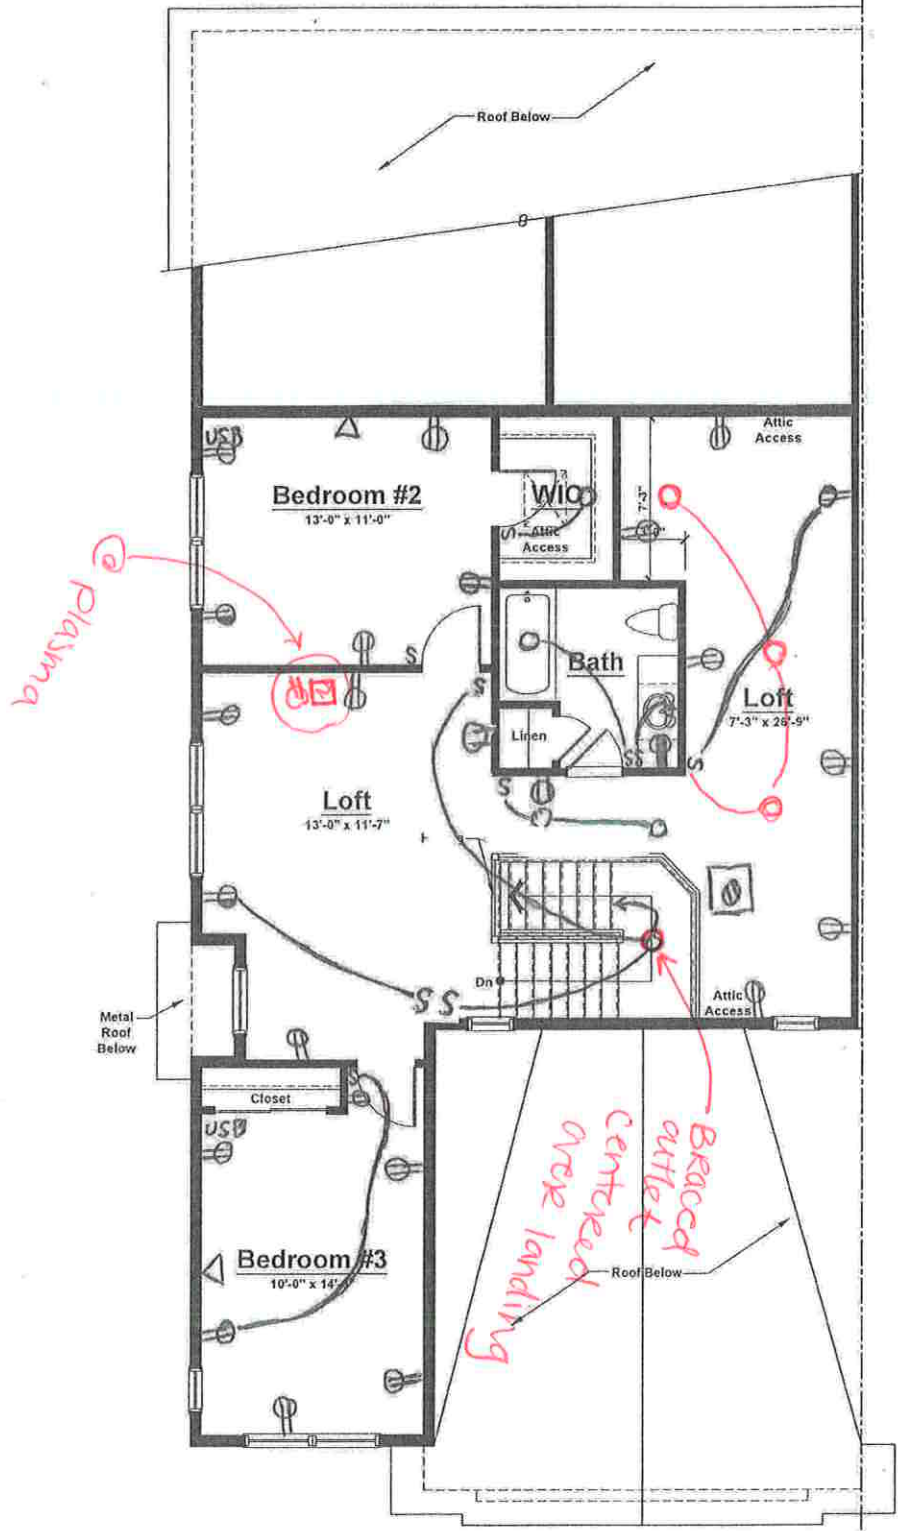 Roof Below
Attic
Access
USB
Bedroom #2
13'-0" x 11'-0"
WIC
7'-3"
S
Attic
Access
@ plasma
S
Bath
S
Loft
7'-3" x 26'-9"
Linen
SS
S
S
Loft
13'-0" x 11'-7"
Dn
S S
Attic
Access
Metal
Roof
Below
S
Closet
USB
Braced
outlet
centered
over landing
Bedroom #3
10'-0" x 14'-
Roof Below